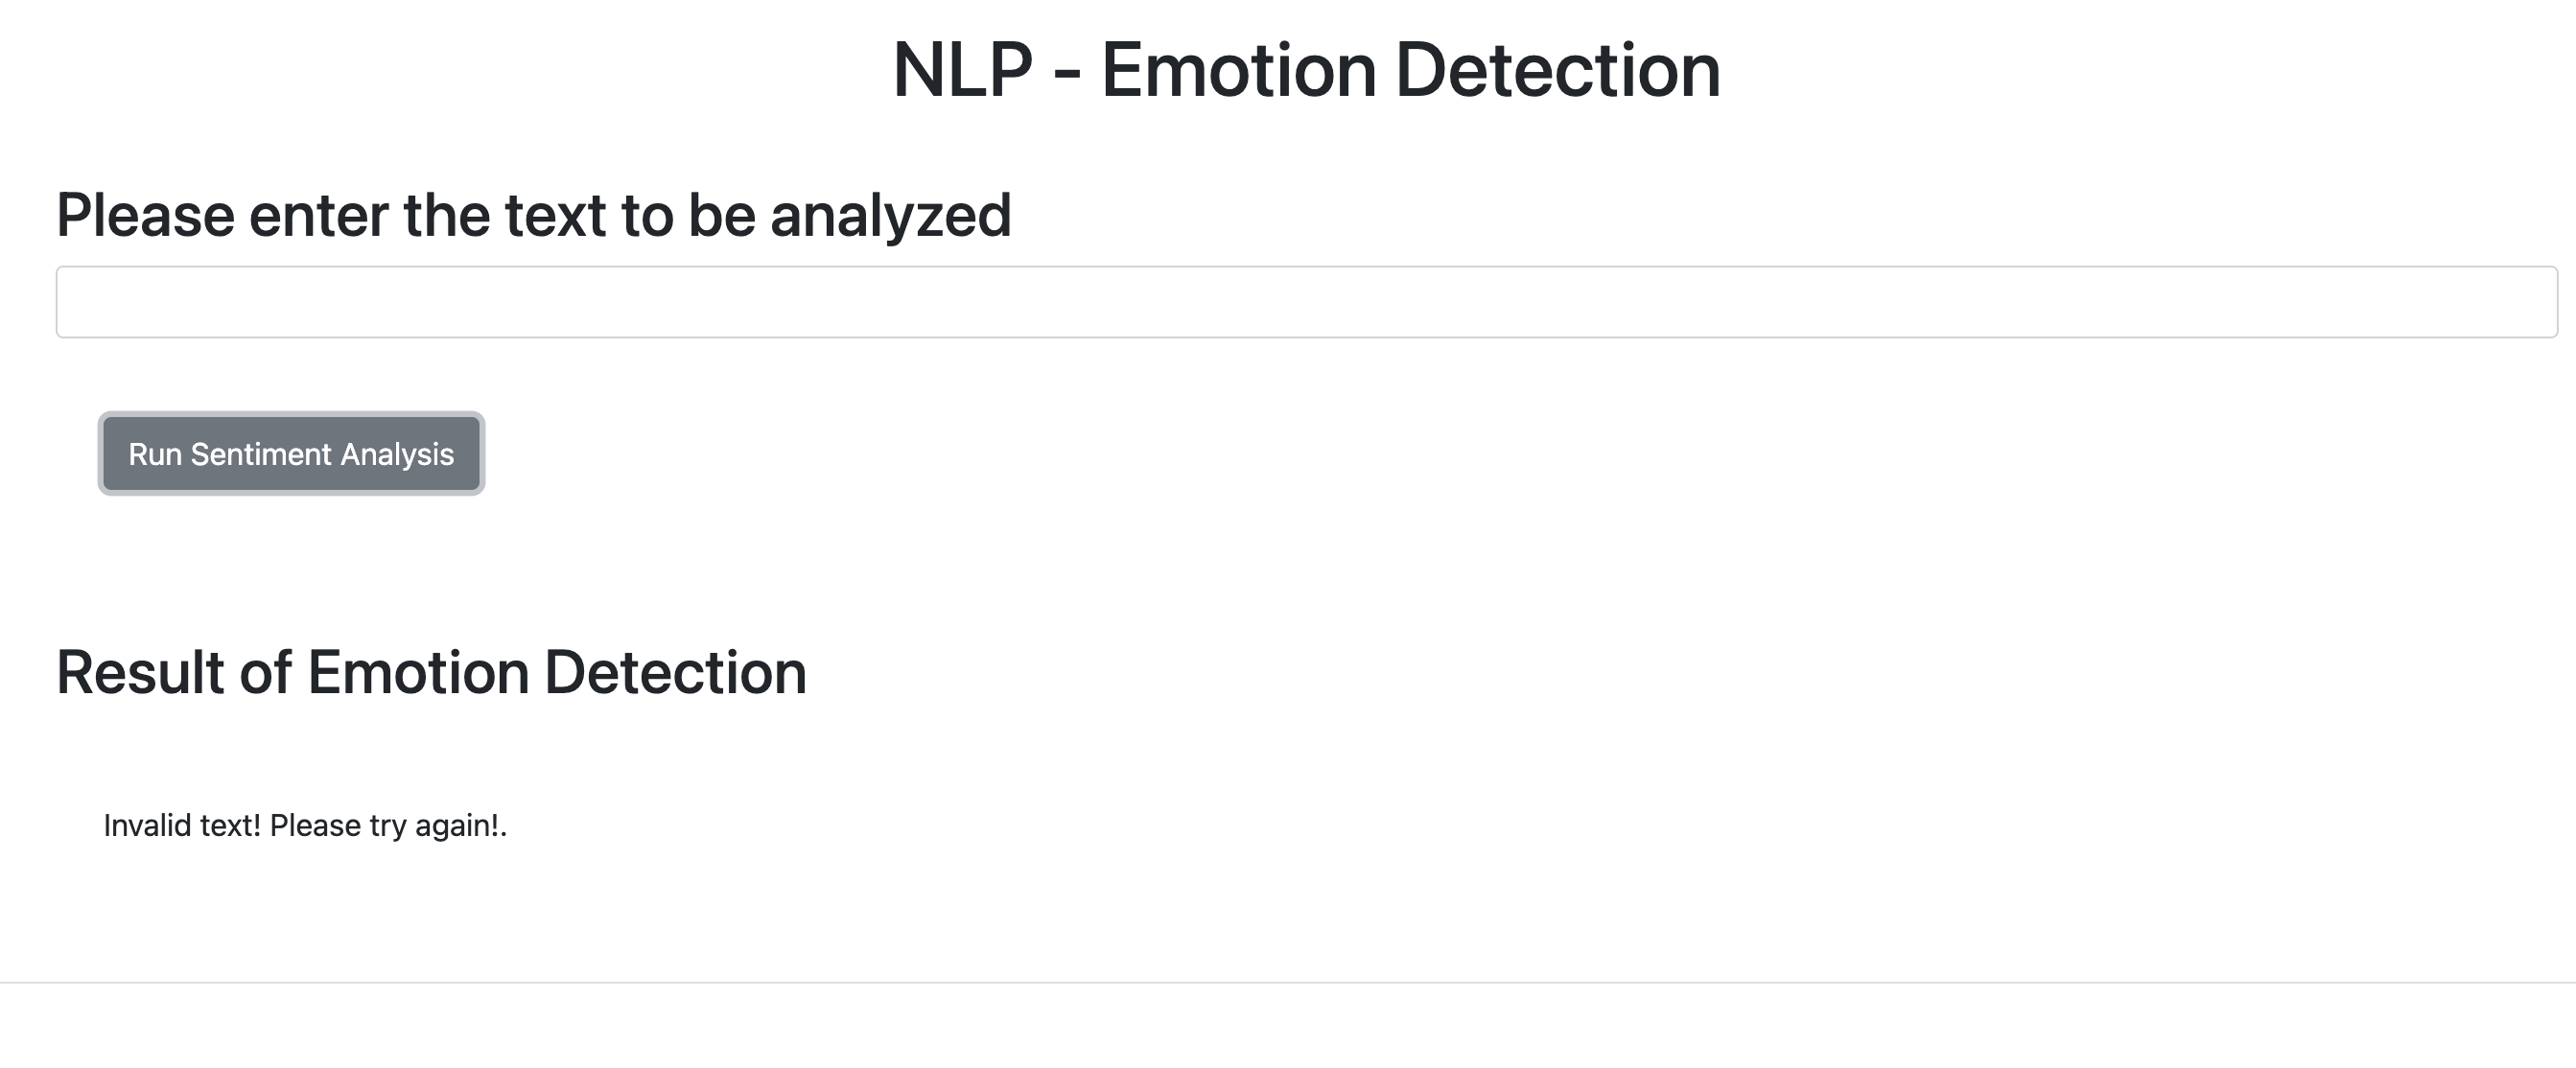 NLP - Emotion Detection
Please enter the text to be analyzed
Run Sentiment Analysis
Result of Emotion Detection
Invalid text! Please try again!.